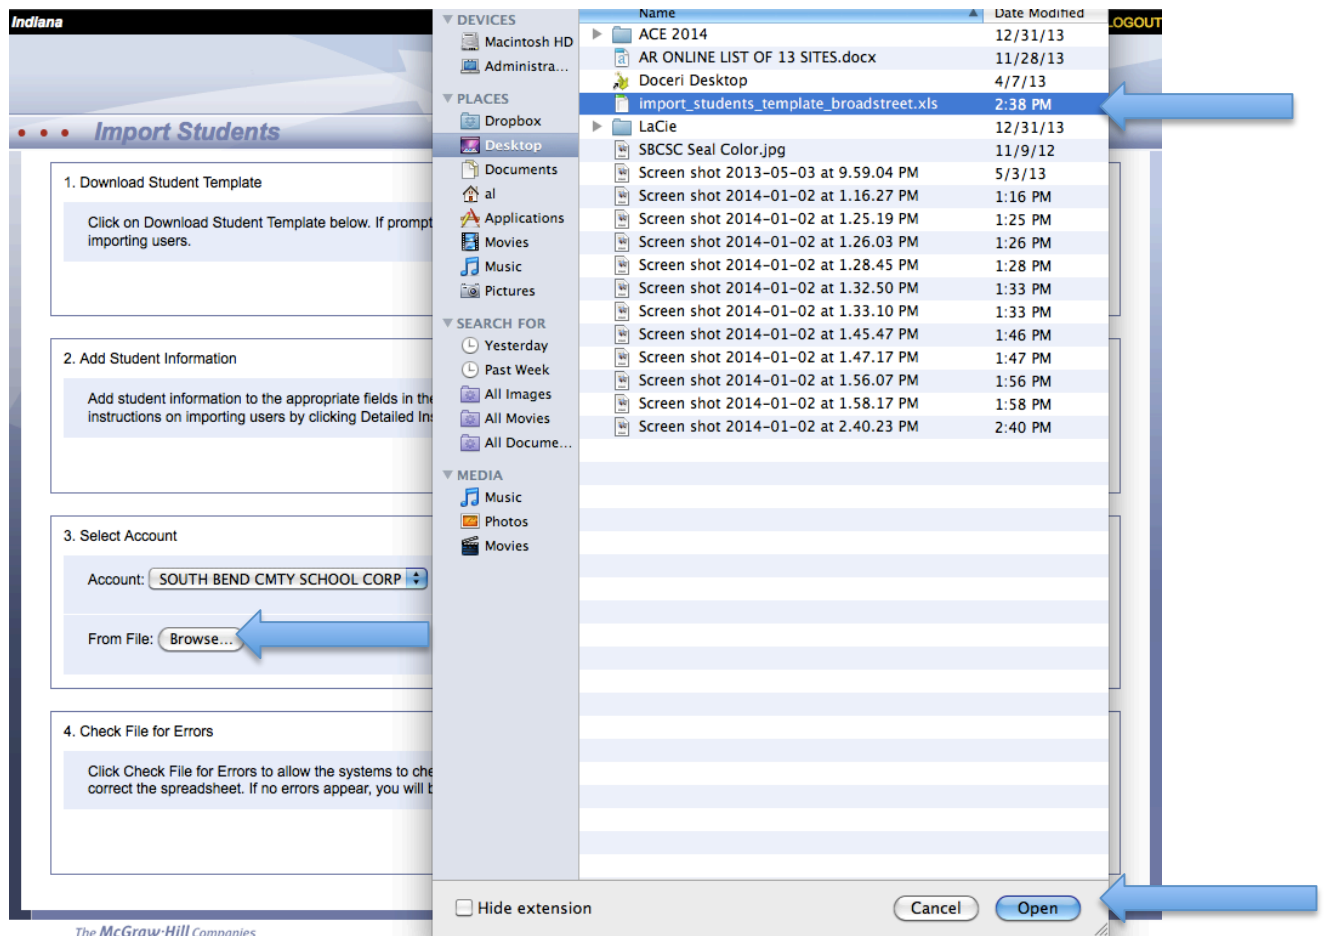 Indiana
LOGOUT
Import Students
1. Download Student Template
Click on Download Student Template below. If prompt
importing users.
2. Add Student Information
Add student information to the appropriate fields in the
instructions on importing users by clicking Detailed In
3. Select Account
Account: SOUTH BEND CMTY SCHOOL CORP
From File: Browse...
4. Check File for Errors
Click Check File for Errors to allow the systems to che
correct the spreadsheet. If no errors appear, you will b
The McGraw-Hill Companies
DEVICES
Macintosh HD
Administra...
PLACES
Dropbox
Desktop
Documents
al
Applications
Movies
Music
Pictures
SEARCH FOR
Yesterday
Past Week
All Images
All Movies
All Docume...
MEDIA
Music
Photos
Movies
Name Date Modified
ACE 2014 12/31/13
AR ONLINE LIST OF 13 SITES.docx 11/28/13
Doceri Desktop 4/7/13
import_students_template_broadstreet.xls 2:38 PM
LaCie 12/31/13
SBCSC Seal Color.jpg 11/9/12
Screen shot 2013-05-03 at 9.59.04 PM 5/3/13
Screen shot 2014-01-02 at 1.16.27 PM 1:16 PM
Screen shot 2014-01-02 at 1.25.19 PM 1:25 PM
Screen shot 2014-01-02 at 1.26.03 PM 1:26 PM
Screen shot 2014-01-02 at 1.28.45 PM 1:28 PM
Screen shot 2014-01-02 at 1.32.50 PM 1:33 PM
Screen shot 2014-01-02 at 1.33.10 PM 1:33 PM
Screen shot 2014-01-02 at 1.45.47 PM 1:46 PM
Screen shot 2014-01-02 at 1.47.17 PM 1:47 PM
Screen shot 2014-01-02 at 1.56.07 PM 1:56 PM
Screen shot 2014-01-02 at 1.58.17 PM 1:58 PM
Screen shot 2014-01-02 at 2.40.23 PM 2:40 PM
Hide extension
Cancel Open